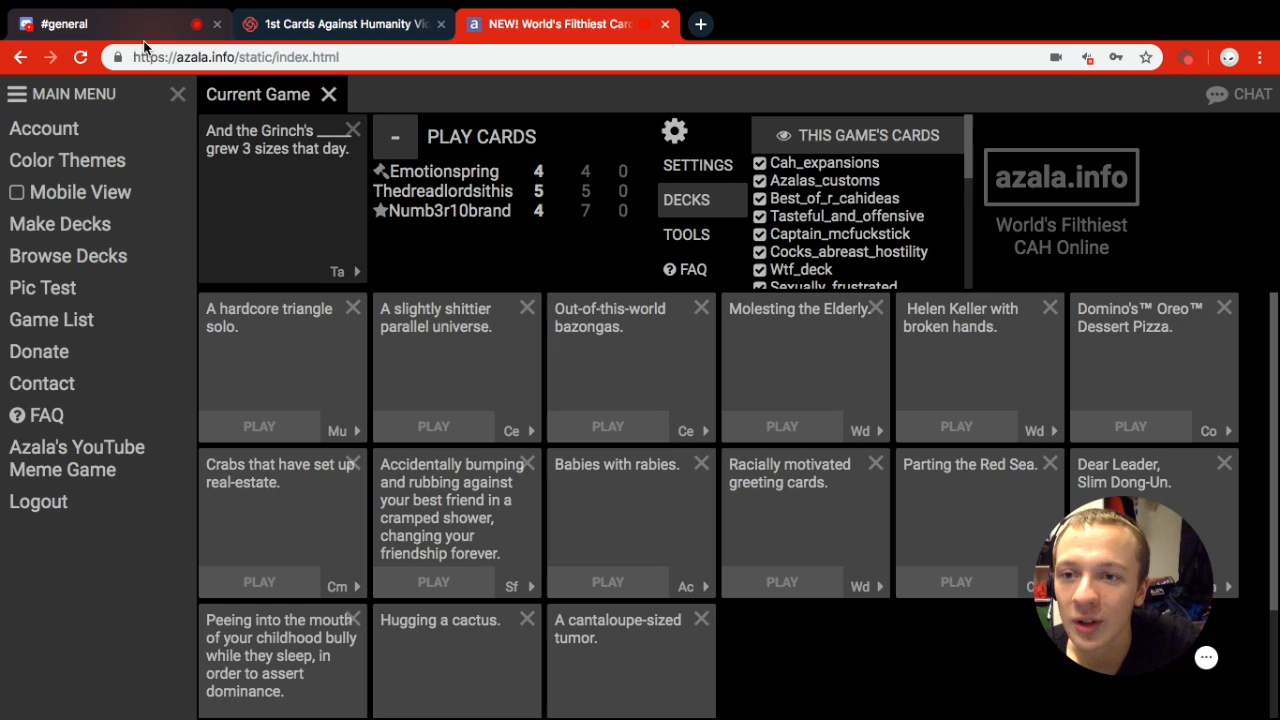 #general
1st Cards Against Humanity Vic
NEW! World's Filthiest Card
https://azala.info/static/index.html
MAIN MENU
Current Game
CHAT
Account
Color Themes
Mobile View
Make Decks
Browse Decks
Pic Test
Game List
Donate
Contact
FAQ
Azala's YouTube
Meme Game
Logout
And the Grinch's _____
grew 3 sizes that day.
Ta
-
PLAY CARDS
Emotionspring 4 4 0
Thedreadlordsithis 5 5 0
Numb3r10brand 4 7 0
SETTINGS
DECKS
TOOLS
FAQ
THIS GAME'S CARDS
Cah_expansions
Azalas_customs
Best_of_r_cahideas
Tasteful_and_offensive
Captain_mcfuckstick
Cocks_abreast_hostility
Wtf_deck
Sexually_frustrated
azala.info
World's Filthiest
CAH Online
A hardcore triangle
solo.
PLAY
Mu
A slightly shittier
parallel universe.
PLAY
Ce
Out-of-this-world
bazongas.
PLAY
Ce
Molesting the Elderly.
PLAY
Wd
Helen Keller with
broken hands.
PLAY
Wd
Domino's™ Oreo™
Dessert Pizza.
PLAY
Co
Crabs that have set up
real-estate.
PLAY
Cm
Accidentally bumping
and rubbing against
your best friend in a
cramped shower,
changing your
friendship forever.
PLAY
Sf
Babies with rabies.
PLAY
Ac
Racially motivated
greeting cards.
PLAY
Wd
Parting the Red Sea.
PLAY
Dear Leader,
Slim Dong-Un.
Peeing into the mouth
of your childhood bully
while they sleep, in
order to assert
dominance.
Hugging a cactus.
A cantaloupe-sized
tumor.